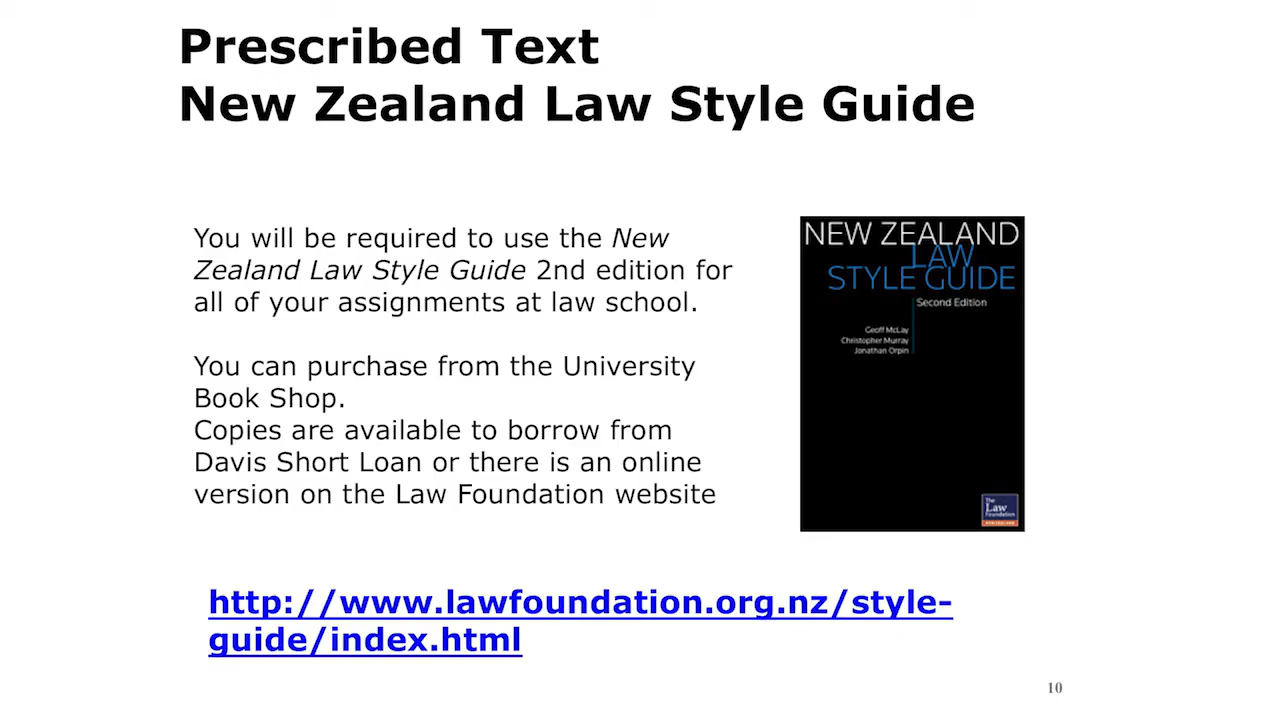 Prescribed Text
New Zealand Law Style Guide
You will be required to use the New
Zealand Law Style Guide 2nd edition for
all of your assignments at law school.
You can purchase from the University
Book Shop.
Copies are available to borrow from
Davis Short Loan or there is an online
version on the Law Foundation website
NEW ZEALAND
LAW
STYLE GUIDE
Second Edition
Geoff McLay
Christopher Murray
Jonathan Orpin
The
Law
Foundation
NEW ZEALAND
http://www.lawfoundation.org.nz/style-
guide/index.html
10